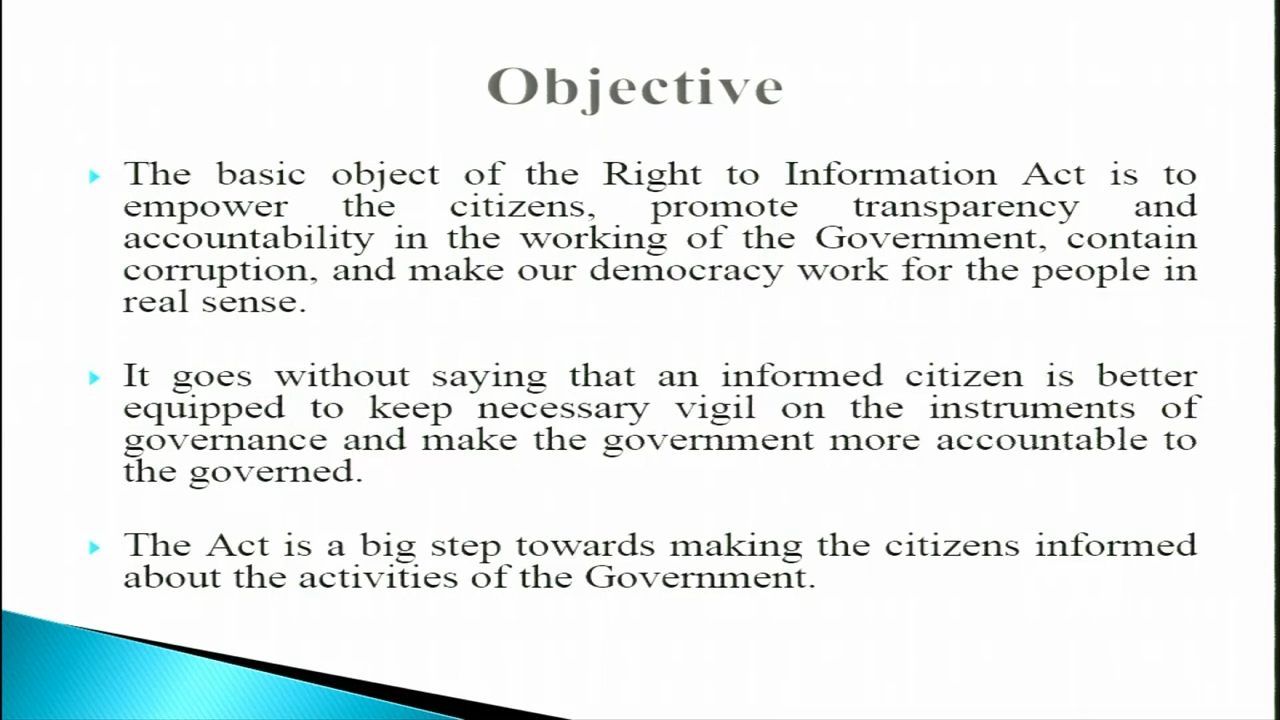 Objective
The basic object of the Right to Information Act is to
empower the citizens, promote transparency and
accountability in the working of the Government, contain
corruption, and make our democracy work for the people in
real sense.
It goes without saying that an informed citizen is better
equipped to keep necessary vigil on the instruments of
governance and make the government more accountable to
the governed.
The Act is a big step towards making the citizens informed
about the activities of the Government.